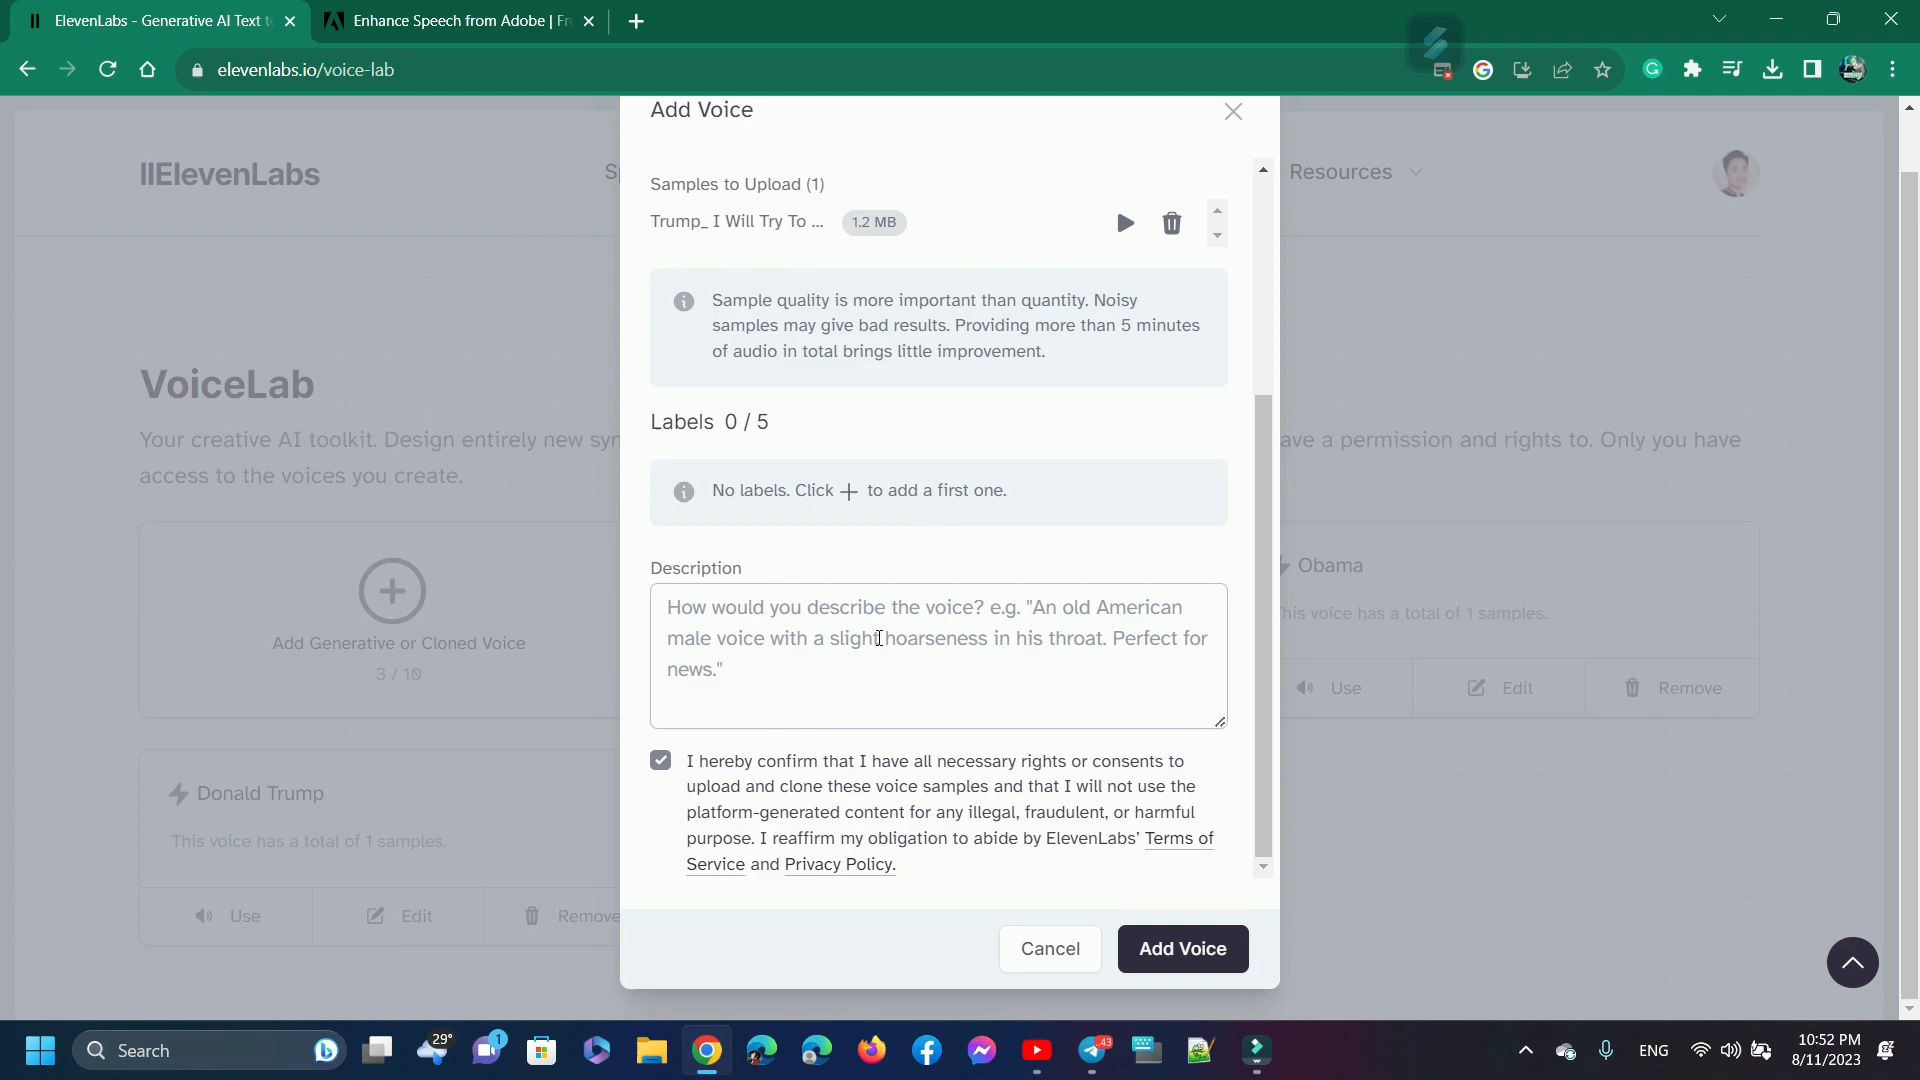 ElevenLabs - Generative AI Text to
Enhance Speech from Adobe | Fr
elevenlabs.io/voice-lab
Add Voice
IIElevenLabs
Resources
Samples to Upload (1)
Trump_ I Will Try To ... 1.2 MB
Sample quality is more important than quantity. Noisy
samples may give bad results. Providing more than 5 minutes
of audio in total brings little improvement.
VoiceLab
Labels 0 / 5
Your creative AI toolkit. Design entirely new syn
ave a permission and rights to. Only you have
access to the voices you create.
No labels. Click + to add a first one.
Description
How would you describe the voice? e.g. "An old American
male voice with a slight hoarseness in his throat. Perfect for
news."
Add Generative or Cloned Voice
3 / 10
Obama
This voice has a total of 1 samples.
Use Edit Remove
I hereby confirm that I have all necessary rights or consents to
upload and clone these voice samples and that I will not use the
platform-generated content for any illegal, fraudulent, or harmful
purpose. I reaffirm my obligation to abide by ElevenLabs’ Terms of
Service and Privacy Policy.
Donald Trump
This voice has a total of 1 samples.
Use Edit Remove
Cancel Add Voice
29°
1
Search
43
ENG
10:52 PM
8/11/2023